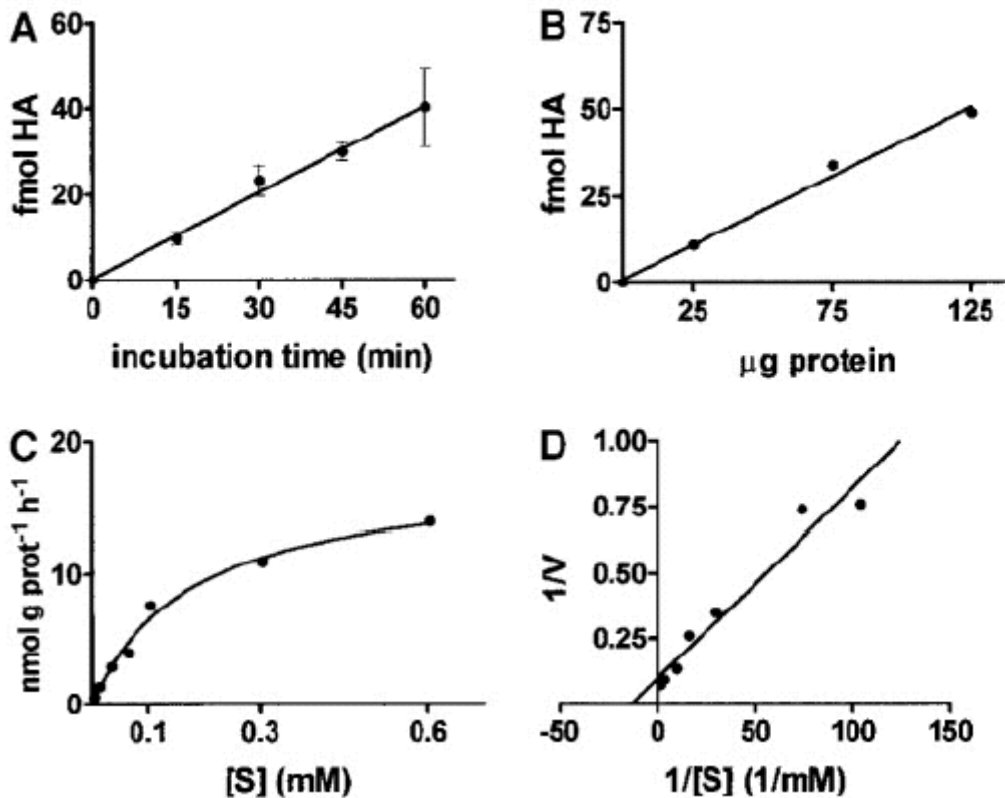 A
fmol HA
60
40
20
0
0 15 30 45 60
incubation time (min)
B
fmol HA
75
50
25
0
25 75 125
µg protein
C
nmol g prot⁻¹ h⁻¹
20
10
0
0.1 0.3 0.6
[S] (mM)
D
1/V
1.00
0.75
0.50
0.25
-50 0 50 100 150
1/[S] (1/mM)